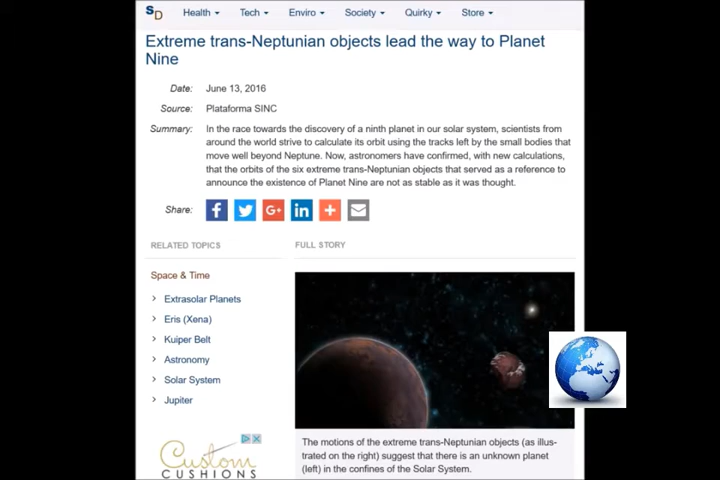 SD
Health Tech Enviro Society Quirky Store
Extreme trans-Neptunian objects lead the way to Planet
Nine
Date: June 13, 2016
Source: Plataforma SINC
Summary: In the race towards the discovery of a ninth planet in our solar system, scientists from
around the world strive to calculate its orbit using the tracks left by the small bodies that
move well beyond Neptune. Now, astronomers have confirmed, with new calculations,
that the orbits of the six extreme trans-Neptunian objects that served as a reference to
announce the existence of Planet Nine are not as stable as it was thought.
Share: f G+ in +
RELATED TOPICS
Space & Time
Extrasolar Planets
Eris (Xena)
Kuiper Belt
Astronomy
Solar System
Jupiter
Custom
CUSHIONS
FULL STORY
The motions of the extreme trans-Neptunian objects (as illus-
trated on the right) suggest that there is an unknown planet
(left) in the confines of the Solar System.